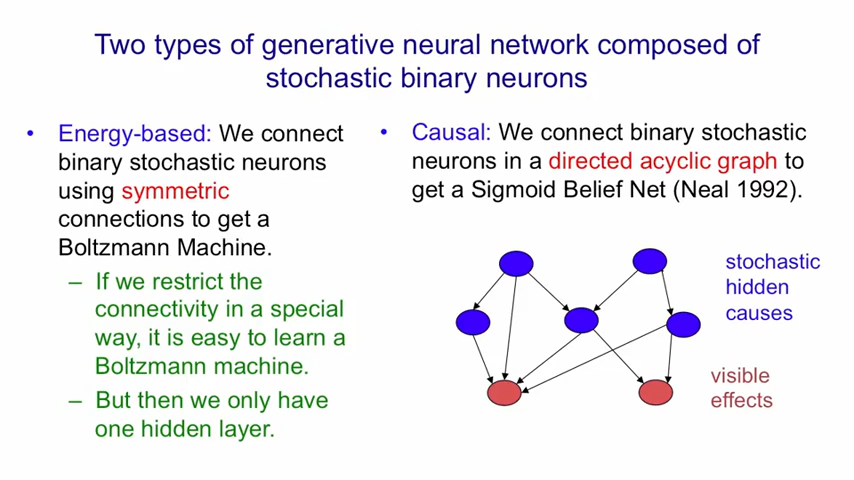 Two types of generative neural network composed of
stochastic binary neurons
• Energy-based: We connect
binary stochastic neurons
using symmetric
connections to get a
Boltzmann Machine.
– If we restrict the
connectivity in a special
way, it is easy to learn a
Boltzmann machine.
– But then we only have
one hidden layer.
• Causal: We connect binary stochastic
neurons in a directed acyclic graph to
get a Sigmoid Belief Net (Neal 1992).
stochastic
hidden
causes
visible
effects